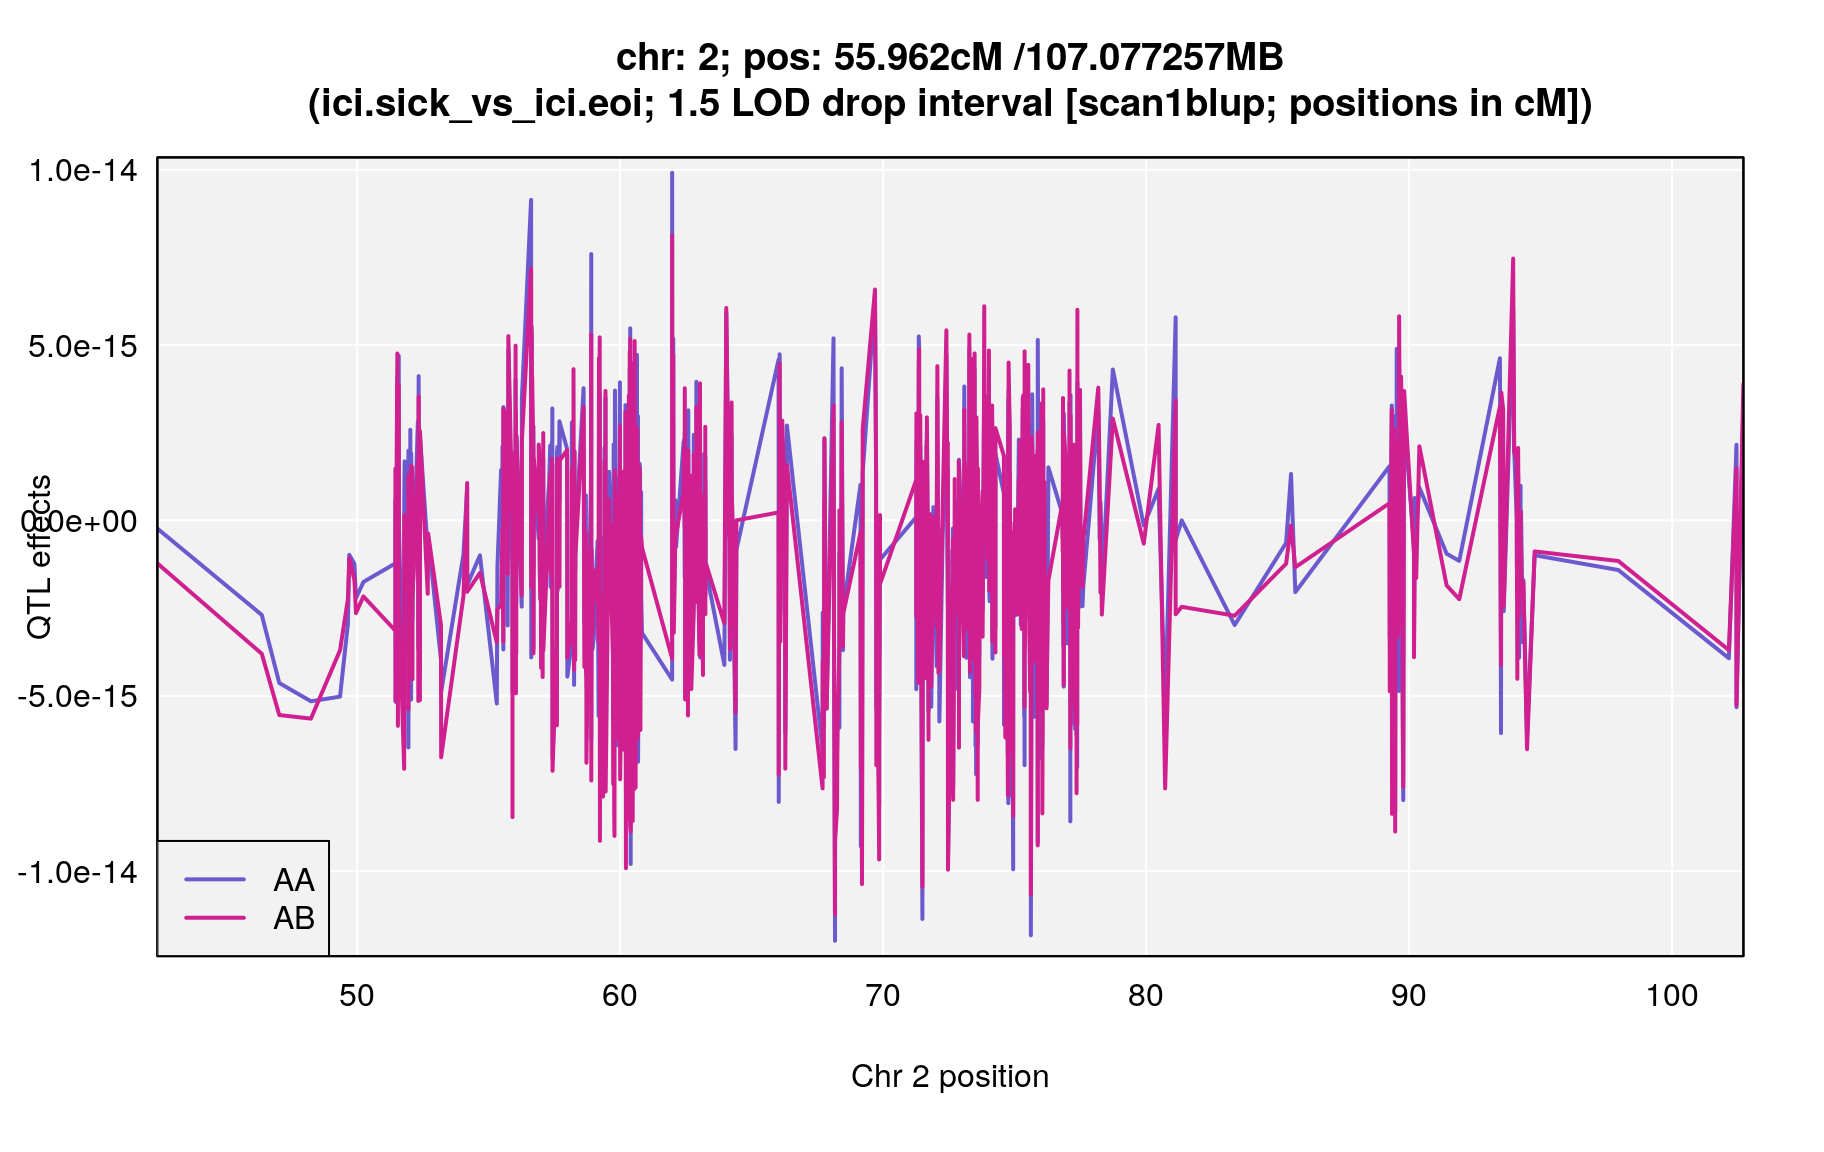 chr: 2; pos: 55.962cM /107.077257MB
(ici.sick_vs_ici.eoi; 1.5 LOD drop interval [scan1blup; positions in cM])
QTL effects
1.0e-14
5.0e-15
0.0e+00
-5.0e-15
-1.0e-14
AA
AB
50 60 70 80 90 100
Chr 2 position